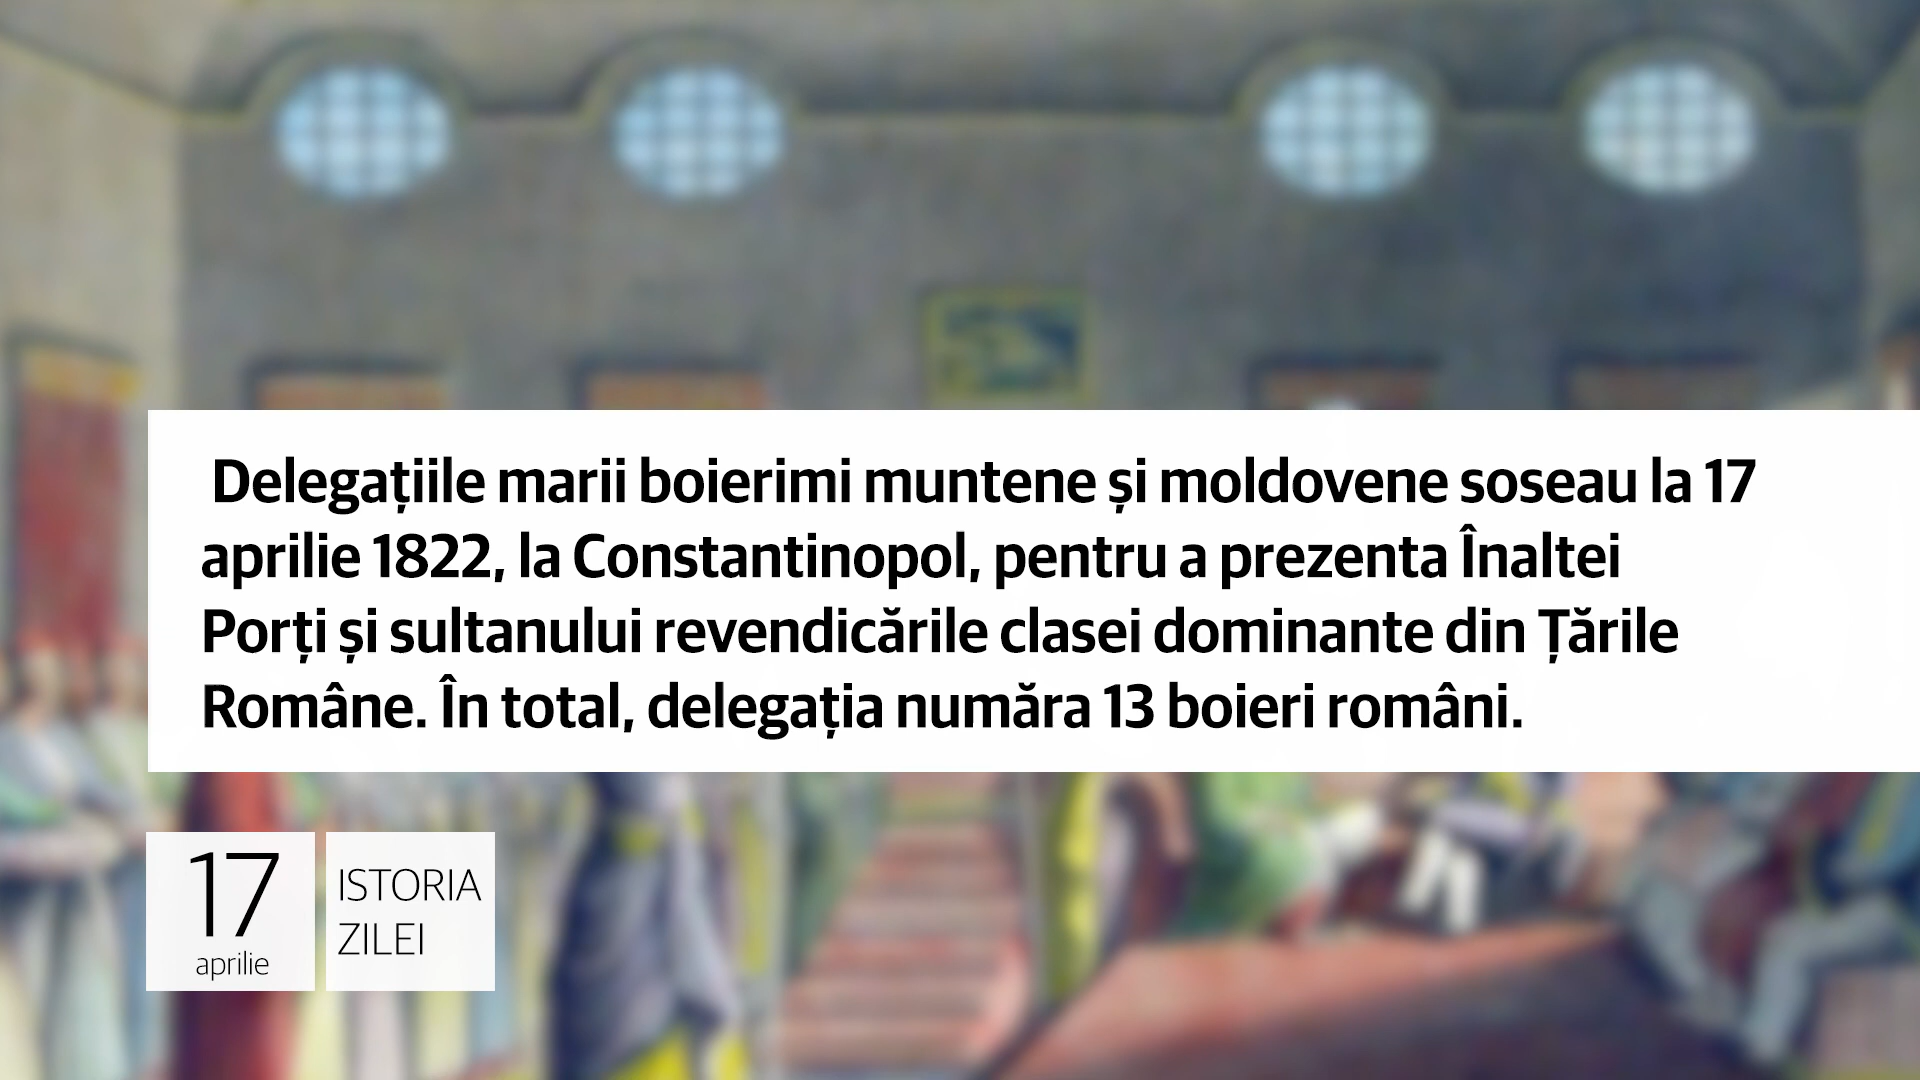 Delegațiile marii boierimi muntene și moldovene soseau la 17
aprilie 1822, la Constantinopol, pentru a prezenta Înaltei
Porți și sultanului revendicările clasei dominante din Țările
Române. În total, delegația număra 13 boieri români.
17
aprilie
ISTORIA
ZILEI